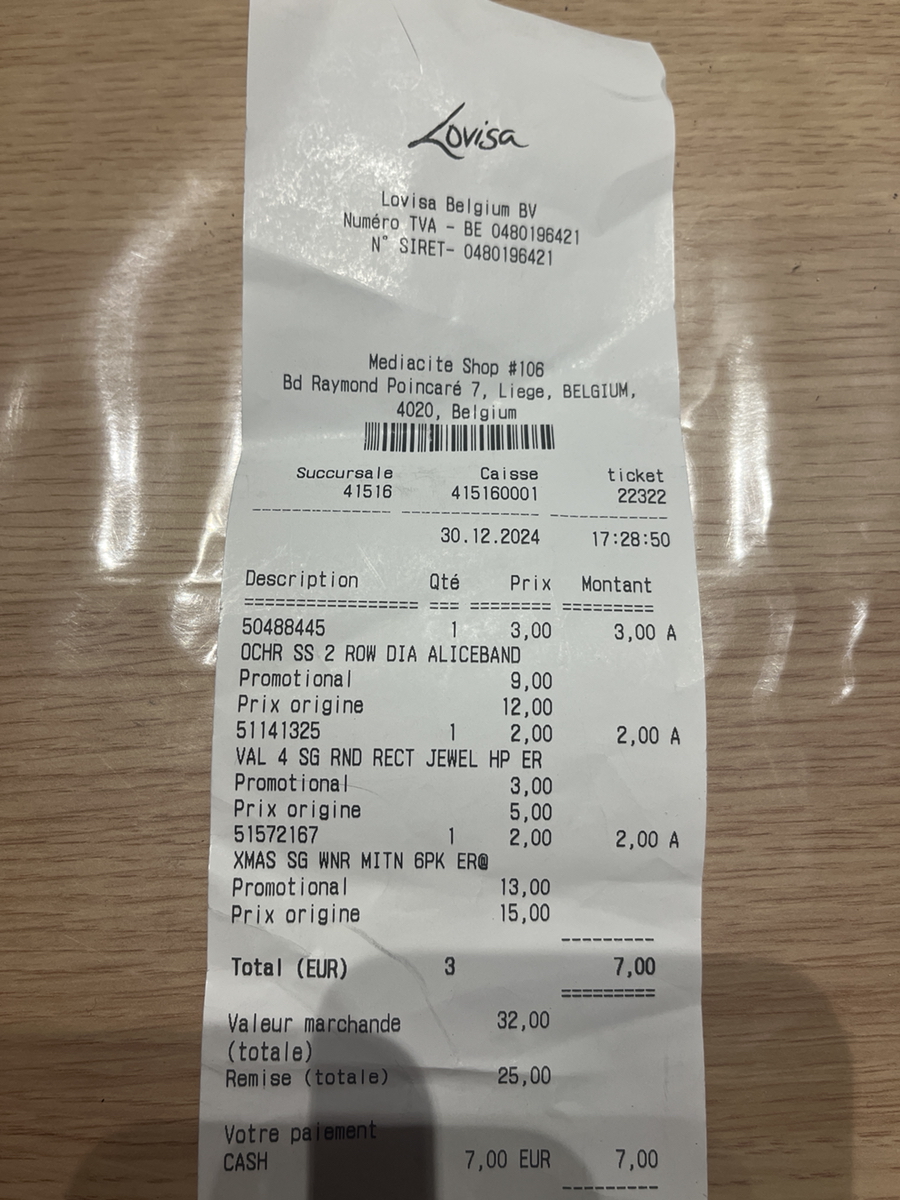 Lovisa
Lovisa Belgium BV
Numéro TVA - BE 0480196421
N° SIRET- 0480196421
Mediacite Shop #106
Bd Raymond Poincaré 7, Liege, BELGIUM,
4020, Belgium
Succursale Caisse ticket
41516 415160001 22322
30.12.2024 17:28:50
Description Qté Prix Montant
50488445 1 3,00 3,00 A
OCHR SS 2 ROW DIA ALICEBAND
Promotional 9,00
Prix origine 12,00
51141325 1 2,00 2,00 A
VAL 4 SG RND RECT JEWEL HP ER
Promotional 3,00
Prix origine 5,00
51572167 1 2,00 2,00 A
XMAS SG WNR MITN 6PK ER@
Promotional 13,00
Prix origine 15,00
Total (EUR) 3 7,00
Valeur marchande 32,00
(totale)
Remise (totale) 25,00
Votre paiement
CASH 7,00 EUR 7,00